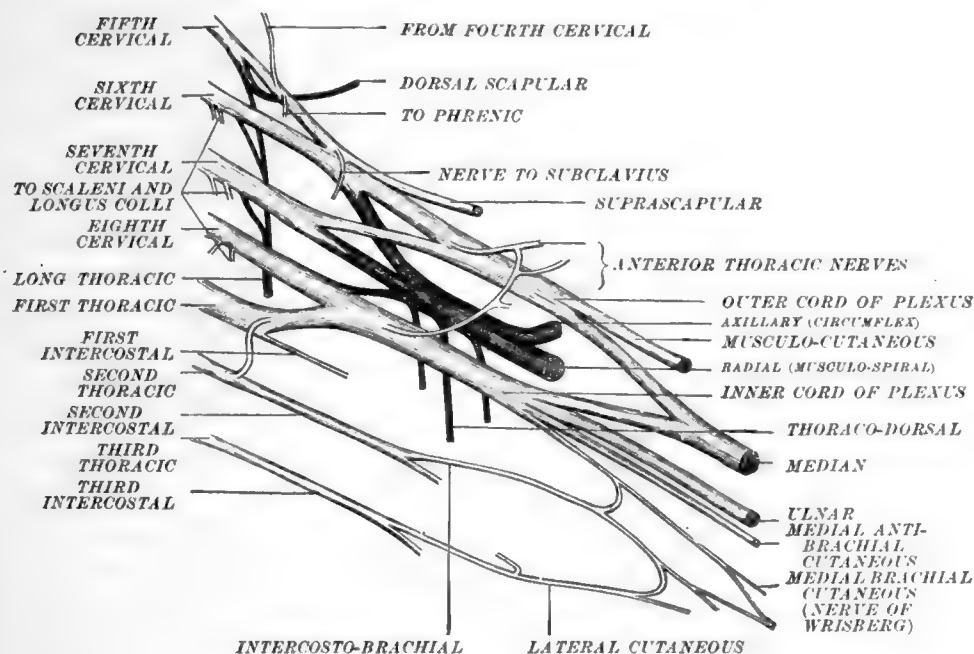 FIFTH
CERVICAL
SIXTH
CERVICAL
SEVENTH
CERVICAL
TO SCALENI AND
LONGUS COLLI
EIGHTH
CERVICAL
LONG THORACIC
FIRST THORACIC
FIRST
INTERCOSTAL
SECOND
THORACIC
SECOND
INTERCOSTAL
THIRD
THORACIC
THIRD
INTERCOSTAL
FROM FOURTH CERVICAL
DORSAL SCAPULAR
TO PHRENIC
NERVE TO SUBCLAVIUS
SUPRASCAPULAR
ANTERIOR THORACIC NERVES
OUTER CORD OF PLEXUS
AXILLARY (CIRCUMFLEX)
MUSCULO-CUTANEOUS
RADIAL (MUSCULO-SPIRAL)
INNER CORD OF PLEXUS
THORACO-DORSAL
MEDIAN
ULNAR
MEDIAL ANTI-
BRACHIAL
CUTANEOUS
MEDIAL BRACHIAL
CUTANEOUS
(NERVE OF
WRISBERG)
INTERCOSTO-BRACHIAL
LATERAL CUTANEOUS